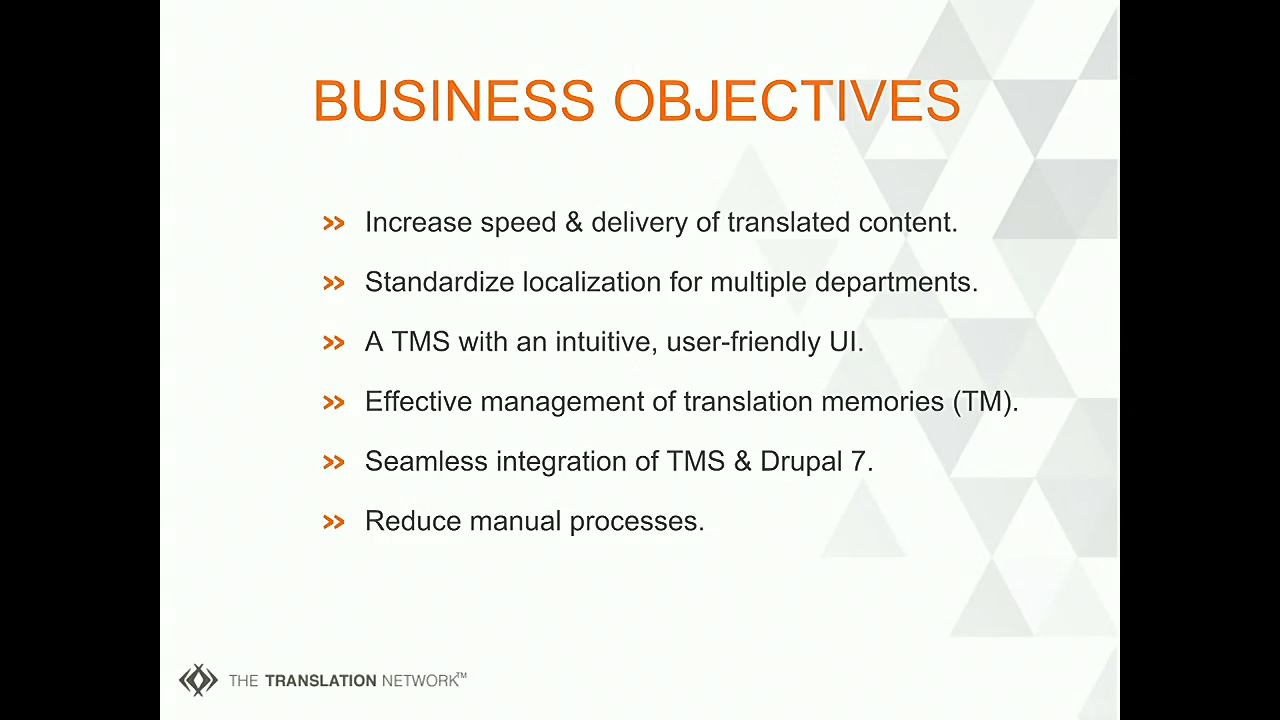 BUSINESS OBJECTIVES
Increase speed & delivery of translated content.
Standardize localization for multiple departments.
A TMS with an intuitive, user-friendly UI.
Effective management of translation memories (TM).
Seamless integration of TMS & Drupal 7.
Reduce manual processes.
THE TRANSLATION NETWORK™